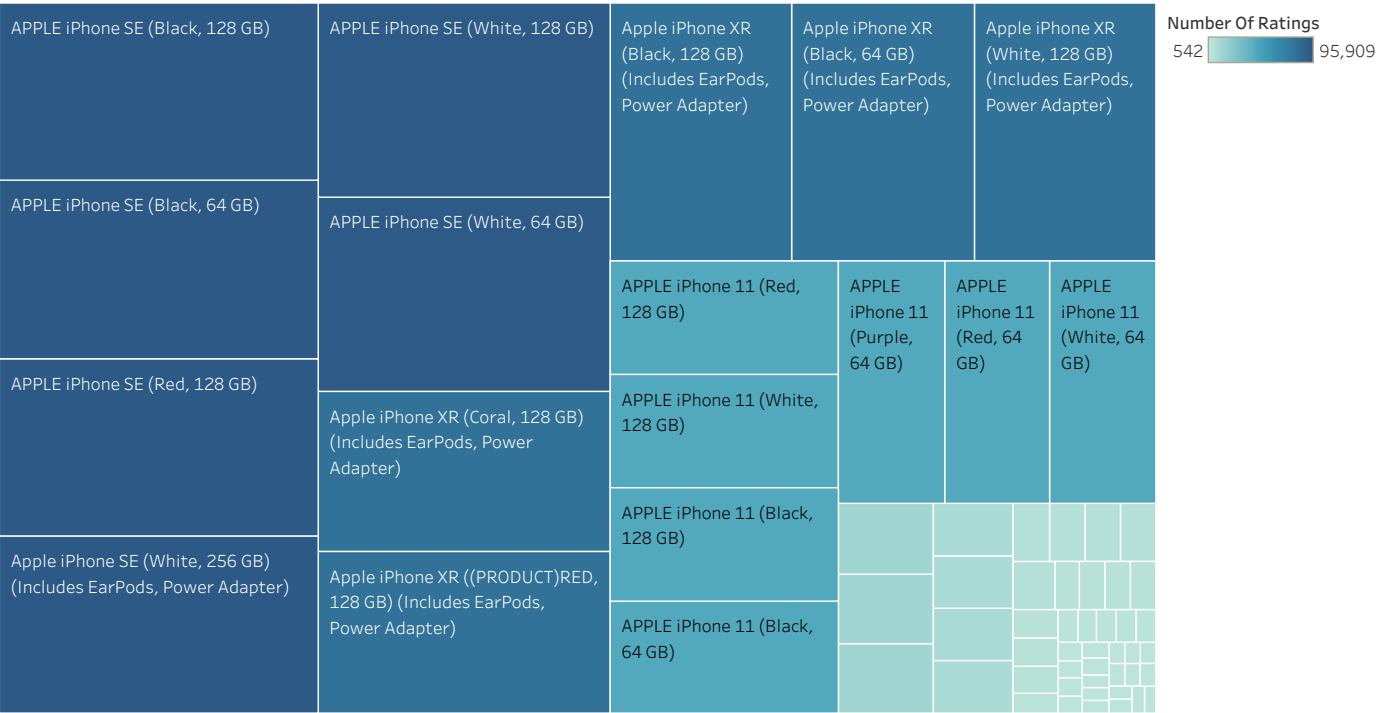 APPLE iPhone SE (Black, 128 GB)
APPLE iPhone SE (Black, 64 GB)
APPLE iPhone SE (Red, 128 GB)
Apple iPhone SE (White, 256 GB)
(Includes EarPods, Power Adapter)
APPLE iPhone SE (White, 128 GB)
APPLE iPhone SE (White, 64 GB)
Apple iPhone XR (Coral, 128 GB)
(Includes EarPods, Power
Adapter)
Apple iPhone XR ((PRODUCT)RED,
128 GB) (Includes EarPods,
Power Adapter)
Apple iPhone XR
(Black, 128 GB)
(Includes EarPods,
Power Adapter)
Apple iPhone XR
(Black, 64 GB)
(Includes EarPods,
Power Adapter)
Apple iPhone XR
(White, 128 GB)
(Includes EarPods,
Power Adapter)
APPLE iPhone 11 (Red,
128 GB)
APPLE iPhone 11 (White,
128 GB)
APPLE iPhone 11 (Black,
128 GB)
APPLE iPhone 11 (Black,
64 GB)
APPLE
iPhone 11
(Purple,
64 GB)
APPLE
iPhone 11
(Red, 64
GB)
APPLE
iPhone 11
(White, 64
GB)
Number Of Ratings
542
95,909